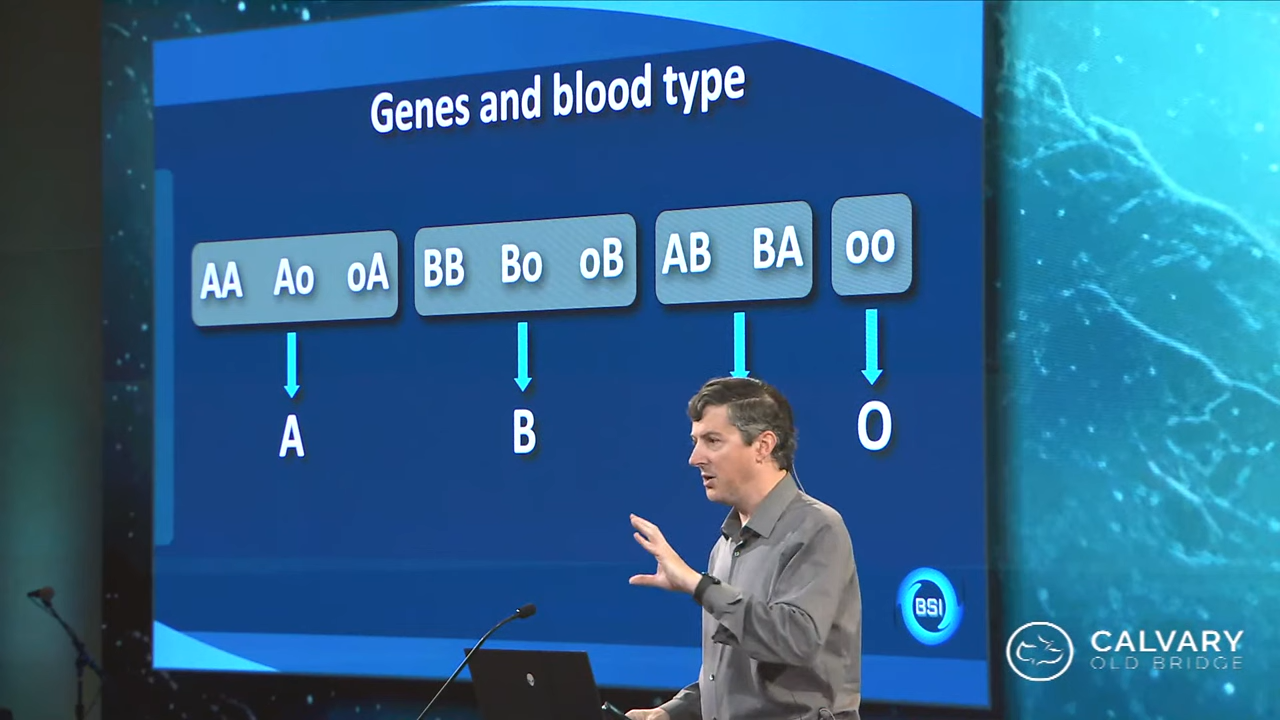 Genes and blood type
AA Ao oA BB Bo oB AB BA oo
A B O
BSI
CALVARY
OLD BRIDGE